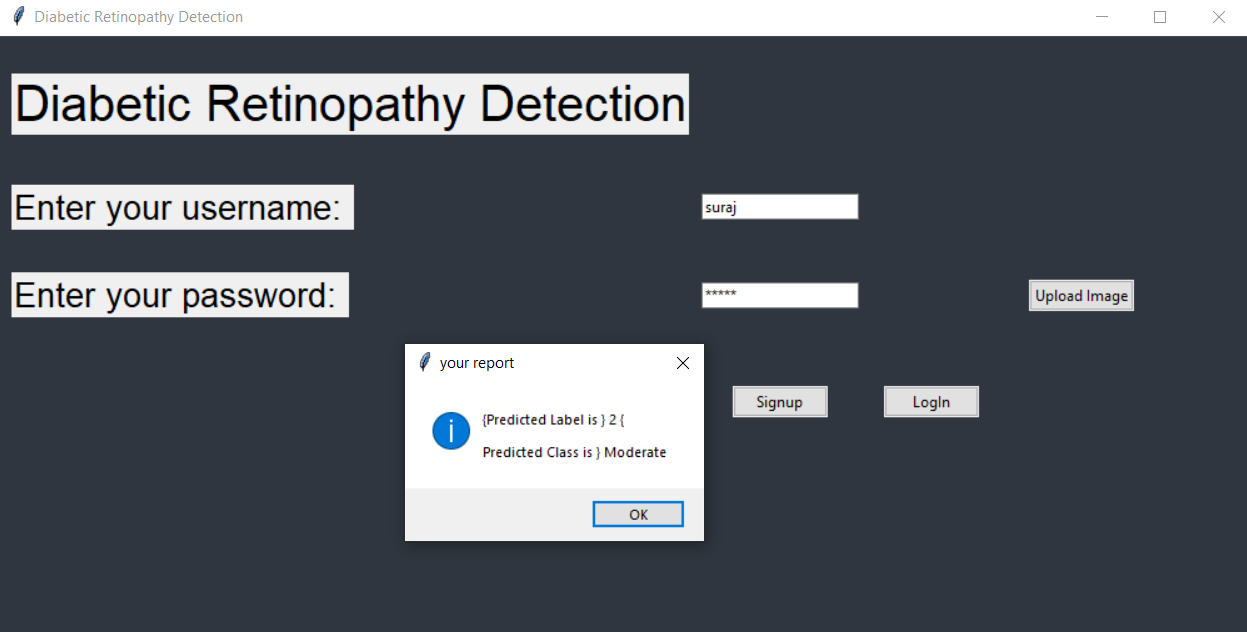 Diabetic Retinopathy Detection
Diabetic Retinopathy Detection
Enter your username:
suraj
Enter your password:
*****
Upload Image
your report
Signup
LogIn
{Predicted Label is } 2 {
Predicted Class is } Moderate
OK